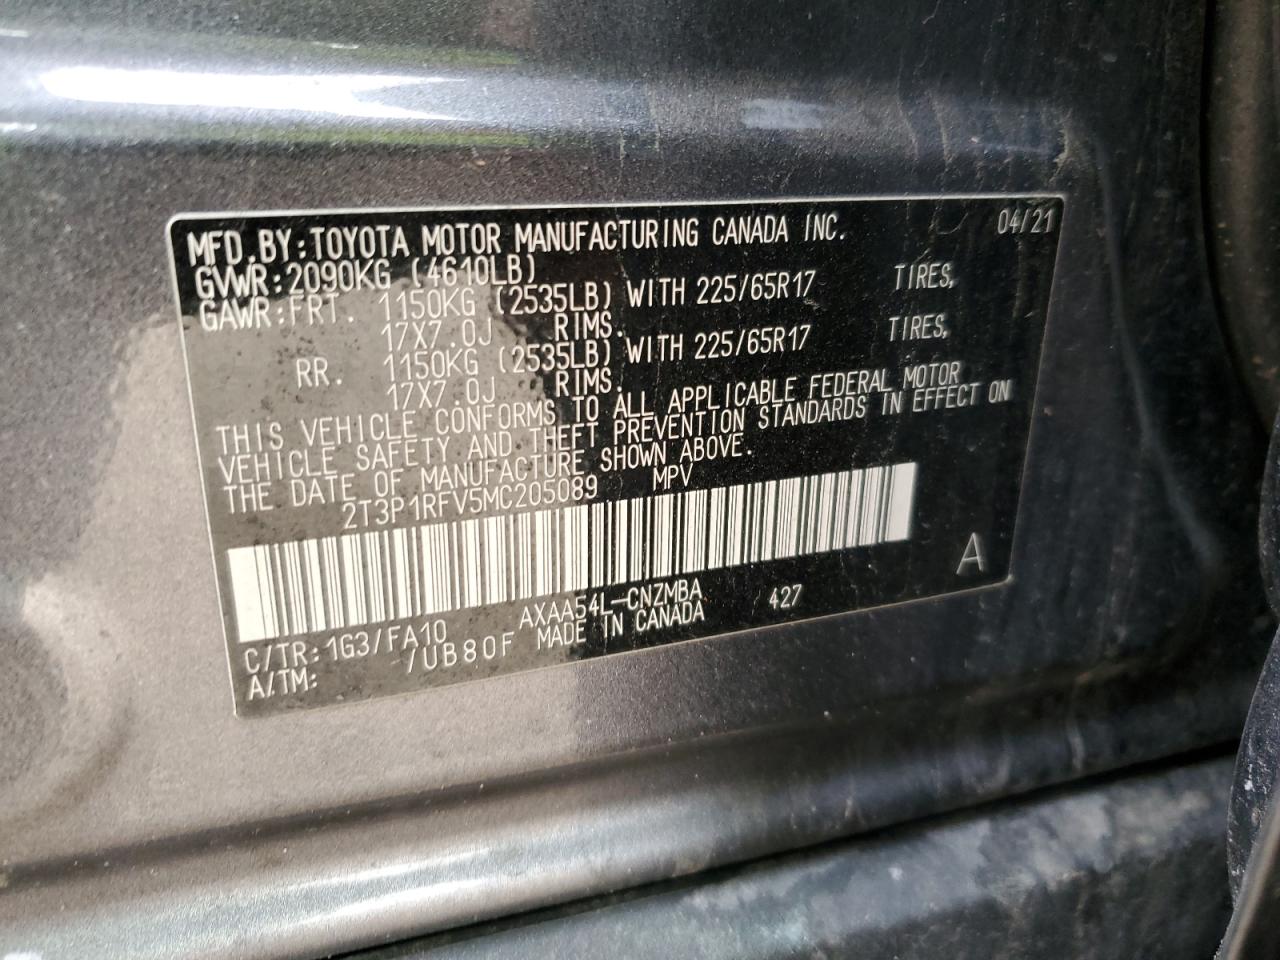 MFD.BY:TOYOTA MOTOR MANUFACTURING CANADA INC. 04/21
GVWR:2090KG (4610LB)
GAWR:FRT. 1150KG (2535LB) WITH 225/65R17 TIRES,
17X7.0J RIMS.
RR. 1150KG (2535LB) WITH 225/65R17 TIRES,
17X7.0J RIMS.
THIS VEHICLE CONFORMS TO ALL APPLICABLE FEDERAL MOTOR
VEHICLE SAFETY AND THEFT PREVENTION STANDARDS IN EFFECT ON
THE DATE OF MANUFACTURE SHOWN ABOVE.
2T3P1RFV5MC205089 MPV
A
C/TR:1G3/FA10 AXAA54L-CNZMBA 427
A/TM: /UB80F MADE IN CANADA